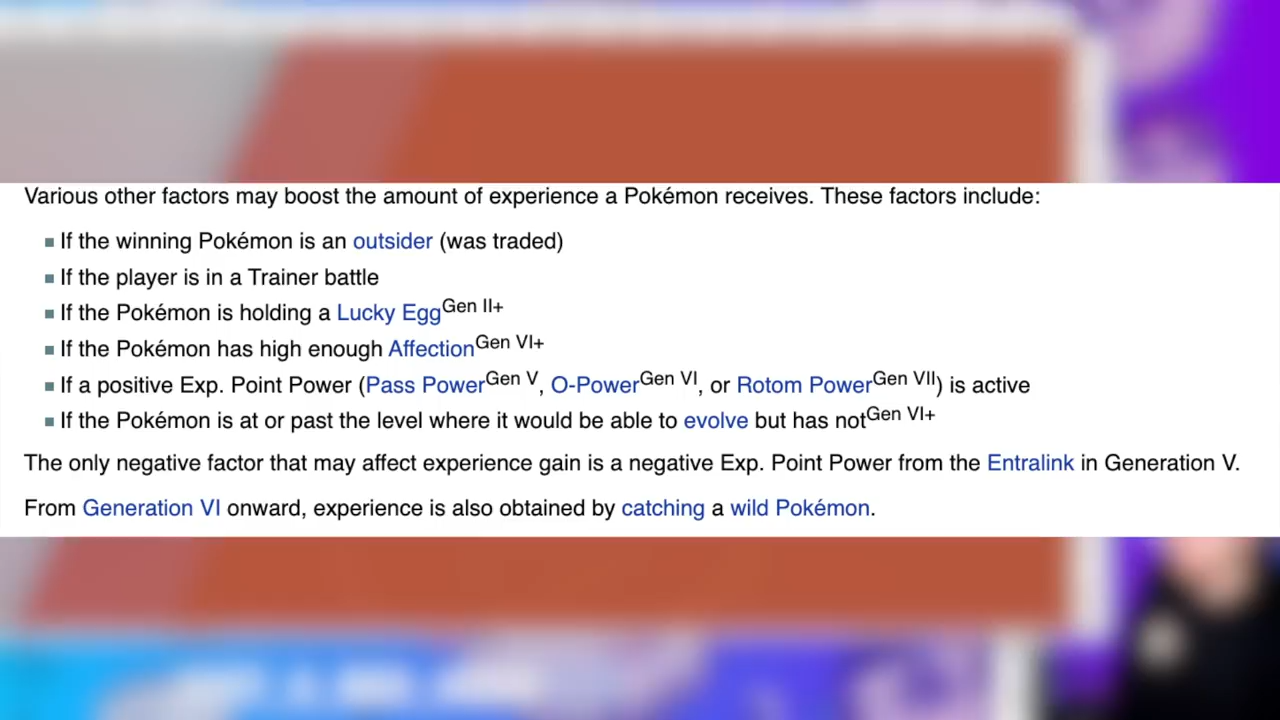 Various other factors may boost the amount of experience a Pokémon receives. These factors include:
If the winning Pokémon is an outsider (was traded)
If the player is in a Trainer battle
If the Pokémon is holding a Lucky EggGen II+
If the Pokémon has high enough AffectionGen VI+
If a positive Exp. Point Power (Pass PowerGen V, O-PowerGen VI, or Rotom PowerGen VII) is active
If the Pokémon is at or past the level where it would be able to evolve but has notGen VI+
The only negative factor that may affect experience gain is a negative Exp. Point Power from the Entralink in Generation V.
From Generation VI onward, experience is also obtained by catching a wild Pokémon.